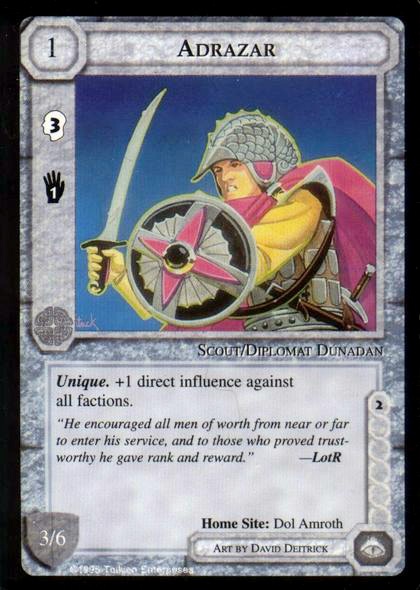 1
ADRAZAR
3
1
SCOUT/DIPLOMAT DÚNADAN
Unique. +1 direct influence against
all factions.
“He encouraged all men of worth from near or far
to enter his service, and to those who proved trust-
worthy he gave rank and reward.” —LotR
2
Home Site: Dol Amroth
3/6
ART BY DAVID DEITRICK
©1995 Tolkien Enterprises